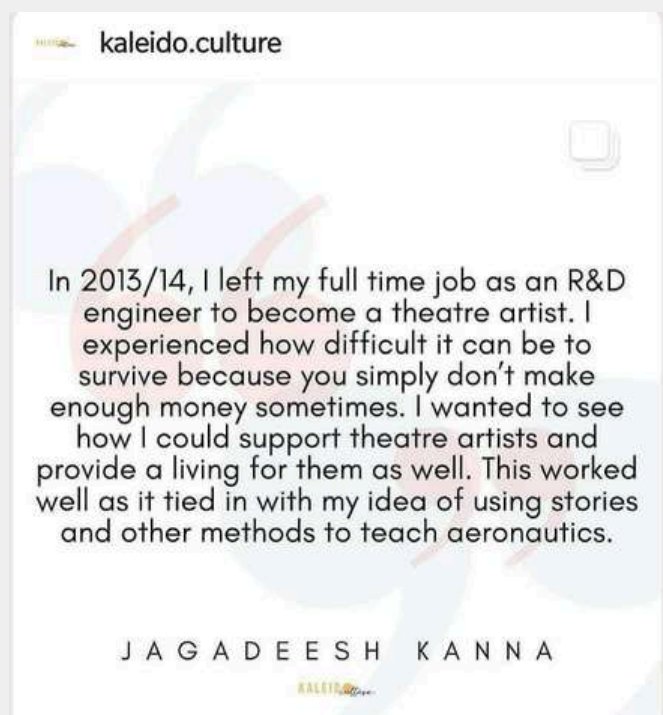 kaleido.culture
In 2013/14, I left my full time job as an R&D
engineer to become a theatre artist. I
experienced how difficult it can be to
survive because you simply don't make
enough money sometimes. I wanted to see
how I could support theatre artists and
provide a living for them as well. This worked
well as it tied in with my idea of using stories
and other methods to teach aeronautics.
JAGADEESH KANNA
KALEIDO culture